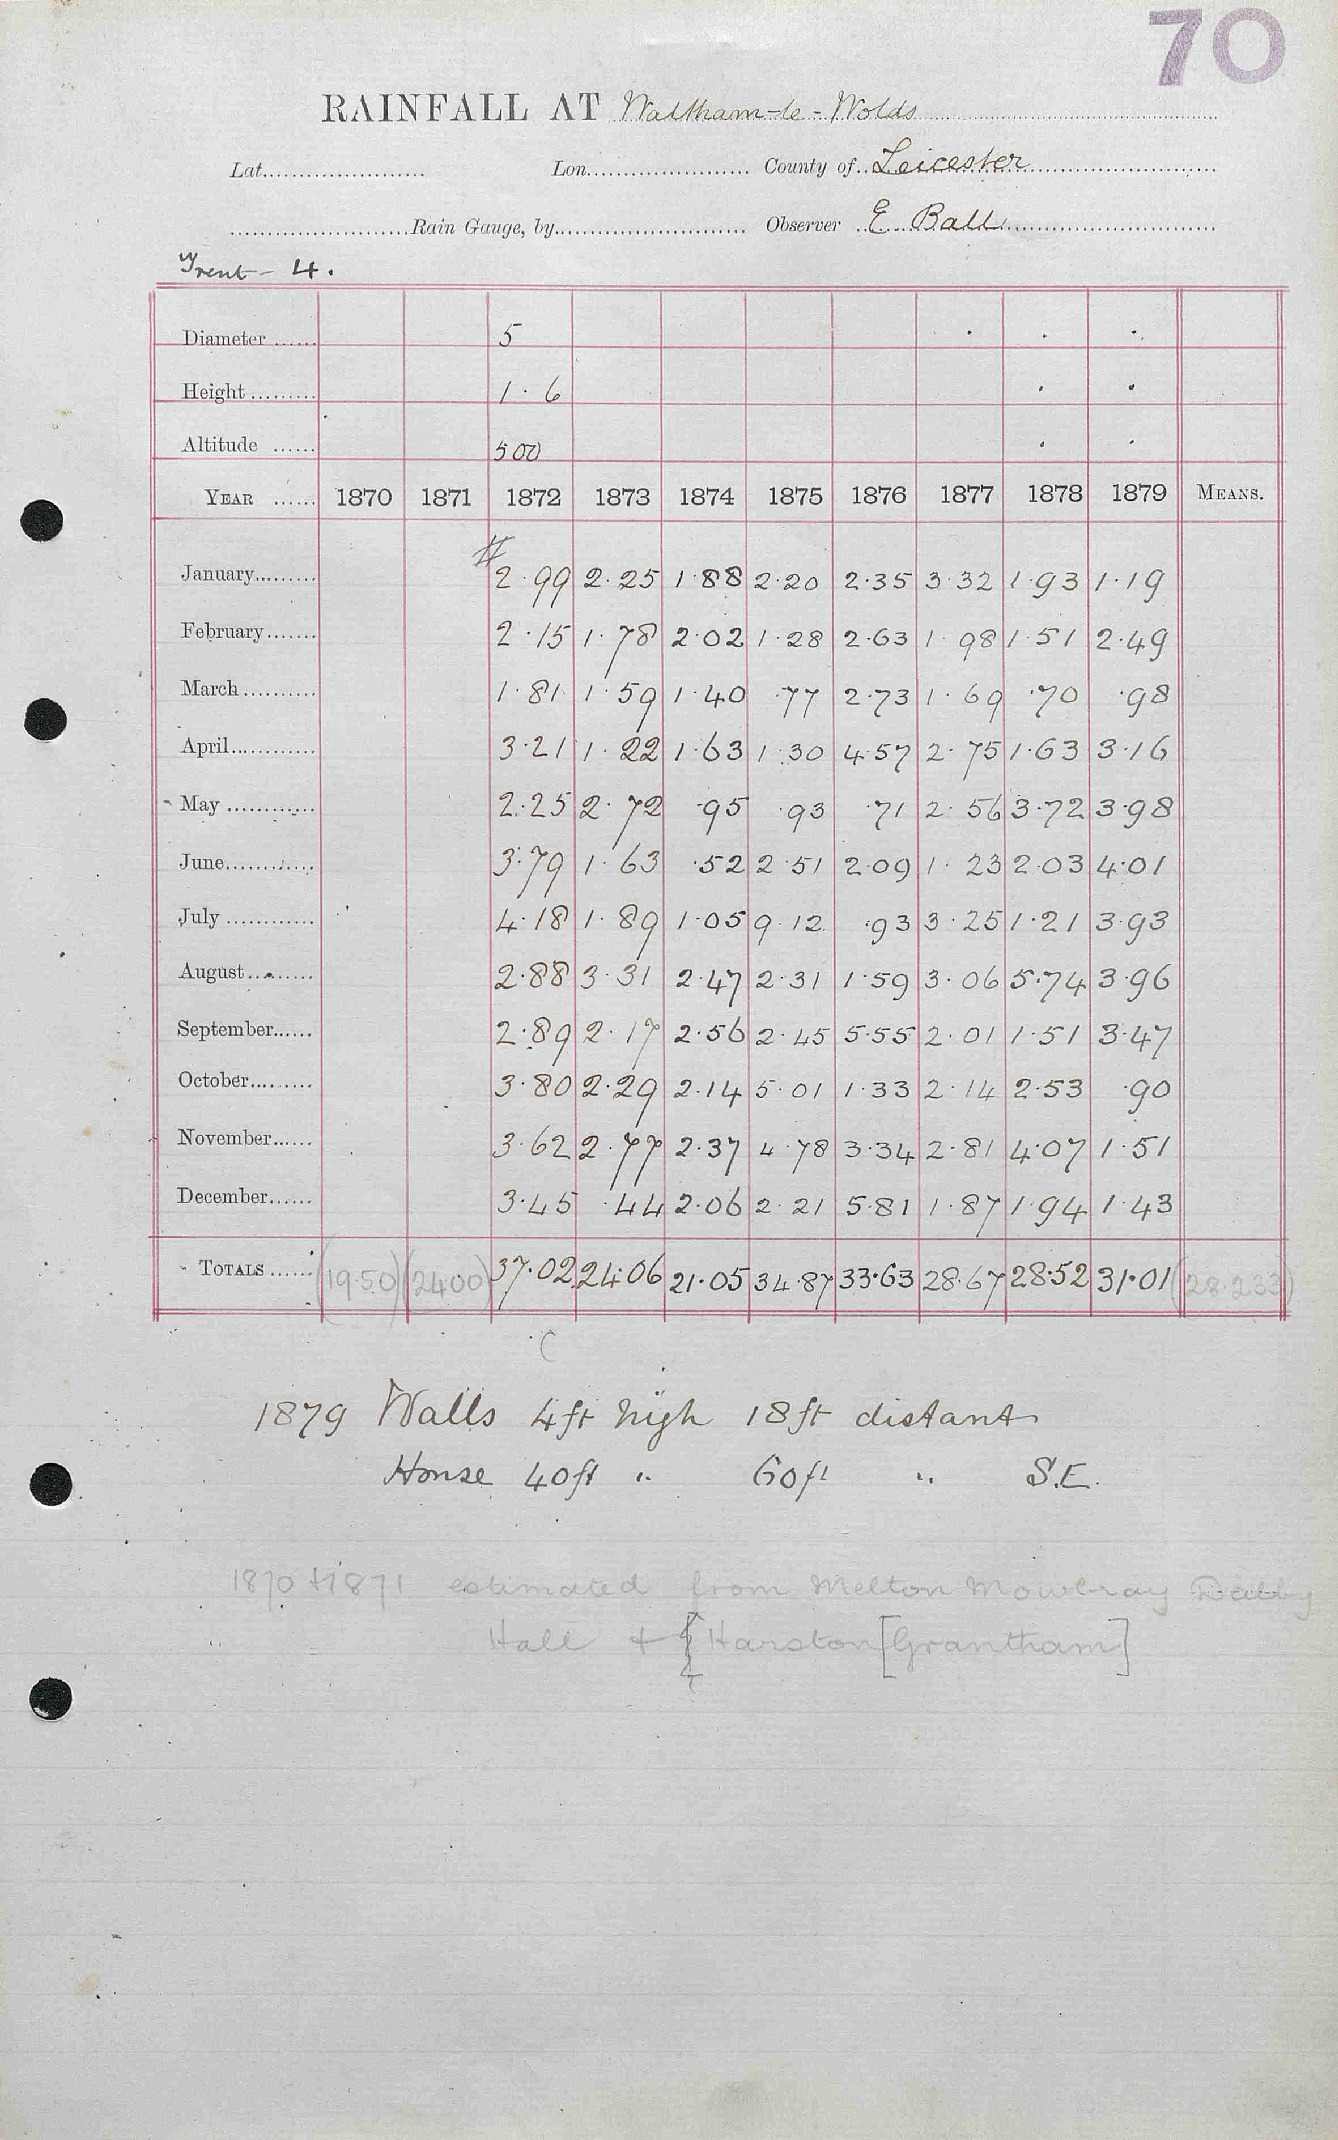 70
RAINFALL AT Waltham-le-Wolds
Lat. Lon. County of Leicester
Rain Gauge, by Observer E Ball
Trent - 4.
Diameter 5
Height 1·6
Altitude 500
YEAR 1870 1871 1872 1873 1874 1875 1876 1877 1878 1879 MEANS.
January 2·99 2·25 1·88 2·20 2·35 3·32 1·93 1·19
February 2·15 1·78 2·02 1·28 2·63 1·98 1·51 2·49
March 1·81 1·59 1·40 ·77 2·73 1·69 ·70 ·98
April 3·21 1·22 1·63 1·30 4·57 2·75 1·63 3·16
May 2·25 2·72 ·95 ·93 ·71 2·56 3·72 3·98
June 3·79 1·63 ·52 2·51 2·09 1·23 2·03 4·01
July 4·18 1·89 1·05 9·12 ·93 3·25 1·21 3·93
August 2·88 3·31 2·47 2·31 1·59 3·06 5·74 3·96
September 2·89 2·17 2·56 2·45 5·55 2·01 1·51 3·47
October 3·80 2·29 2·14 5·01 1·33 2·14 2·53 ·90
November 3·62 2·77 2·37 4·78 3·34 2·81 4·07 1·51
December 3·45 ·44 2·06 2·21 5·81 1·87 1·94 1·43
TOTALS (19·50) (24·00) 37·02 24·06 21·05 34·87 33·63 28·67 28·52 31·01 (28·233)
1879 Walls 4ft high 18ft distant
House 40ft " 60ft " S.E.
1870 + 1871 estimated from Melton Mowbray Dalby
Hall + Harston [Grantham]